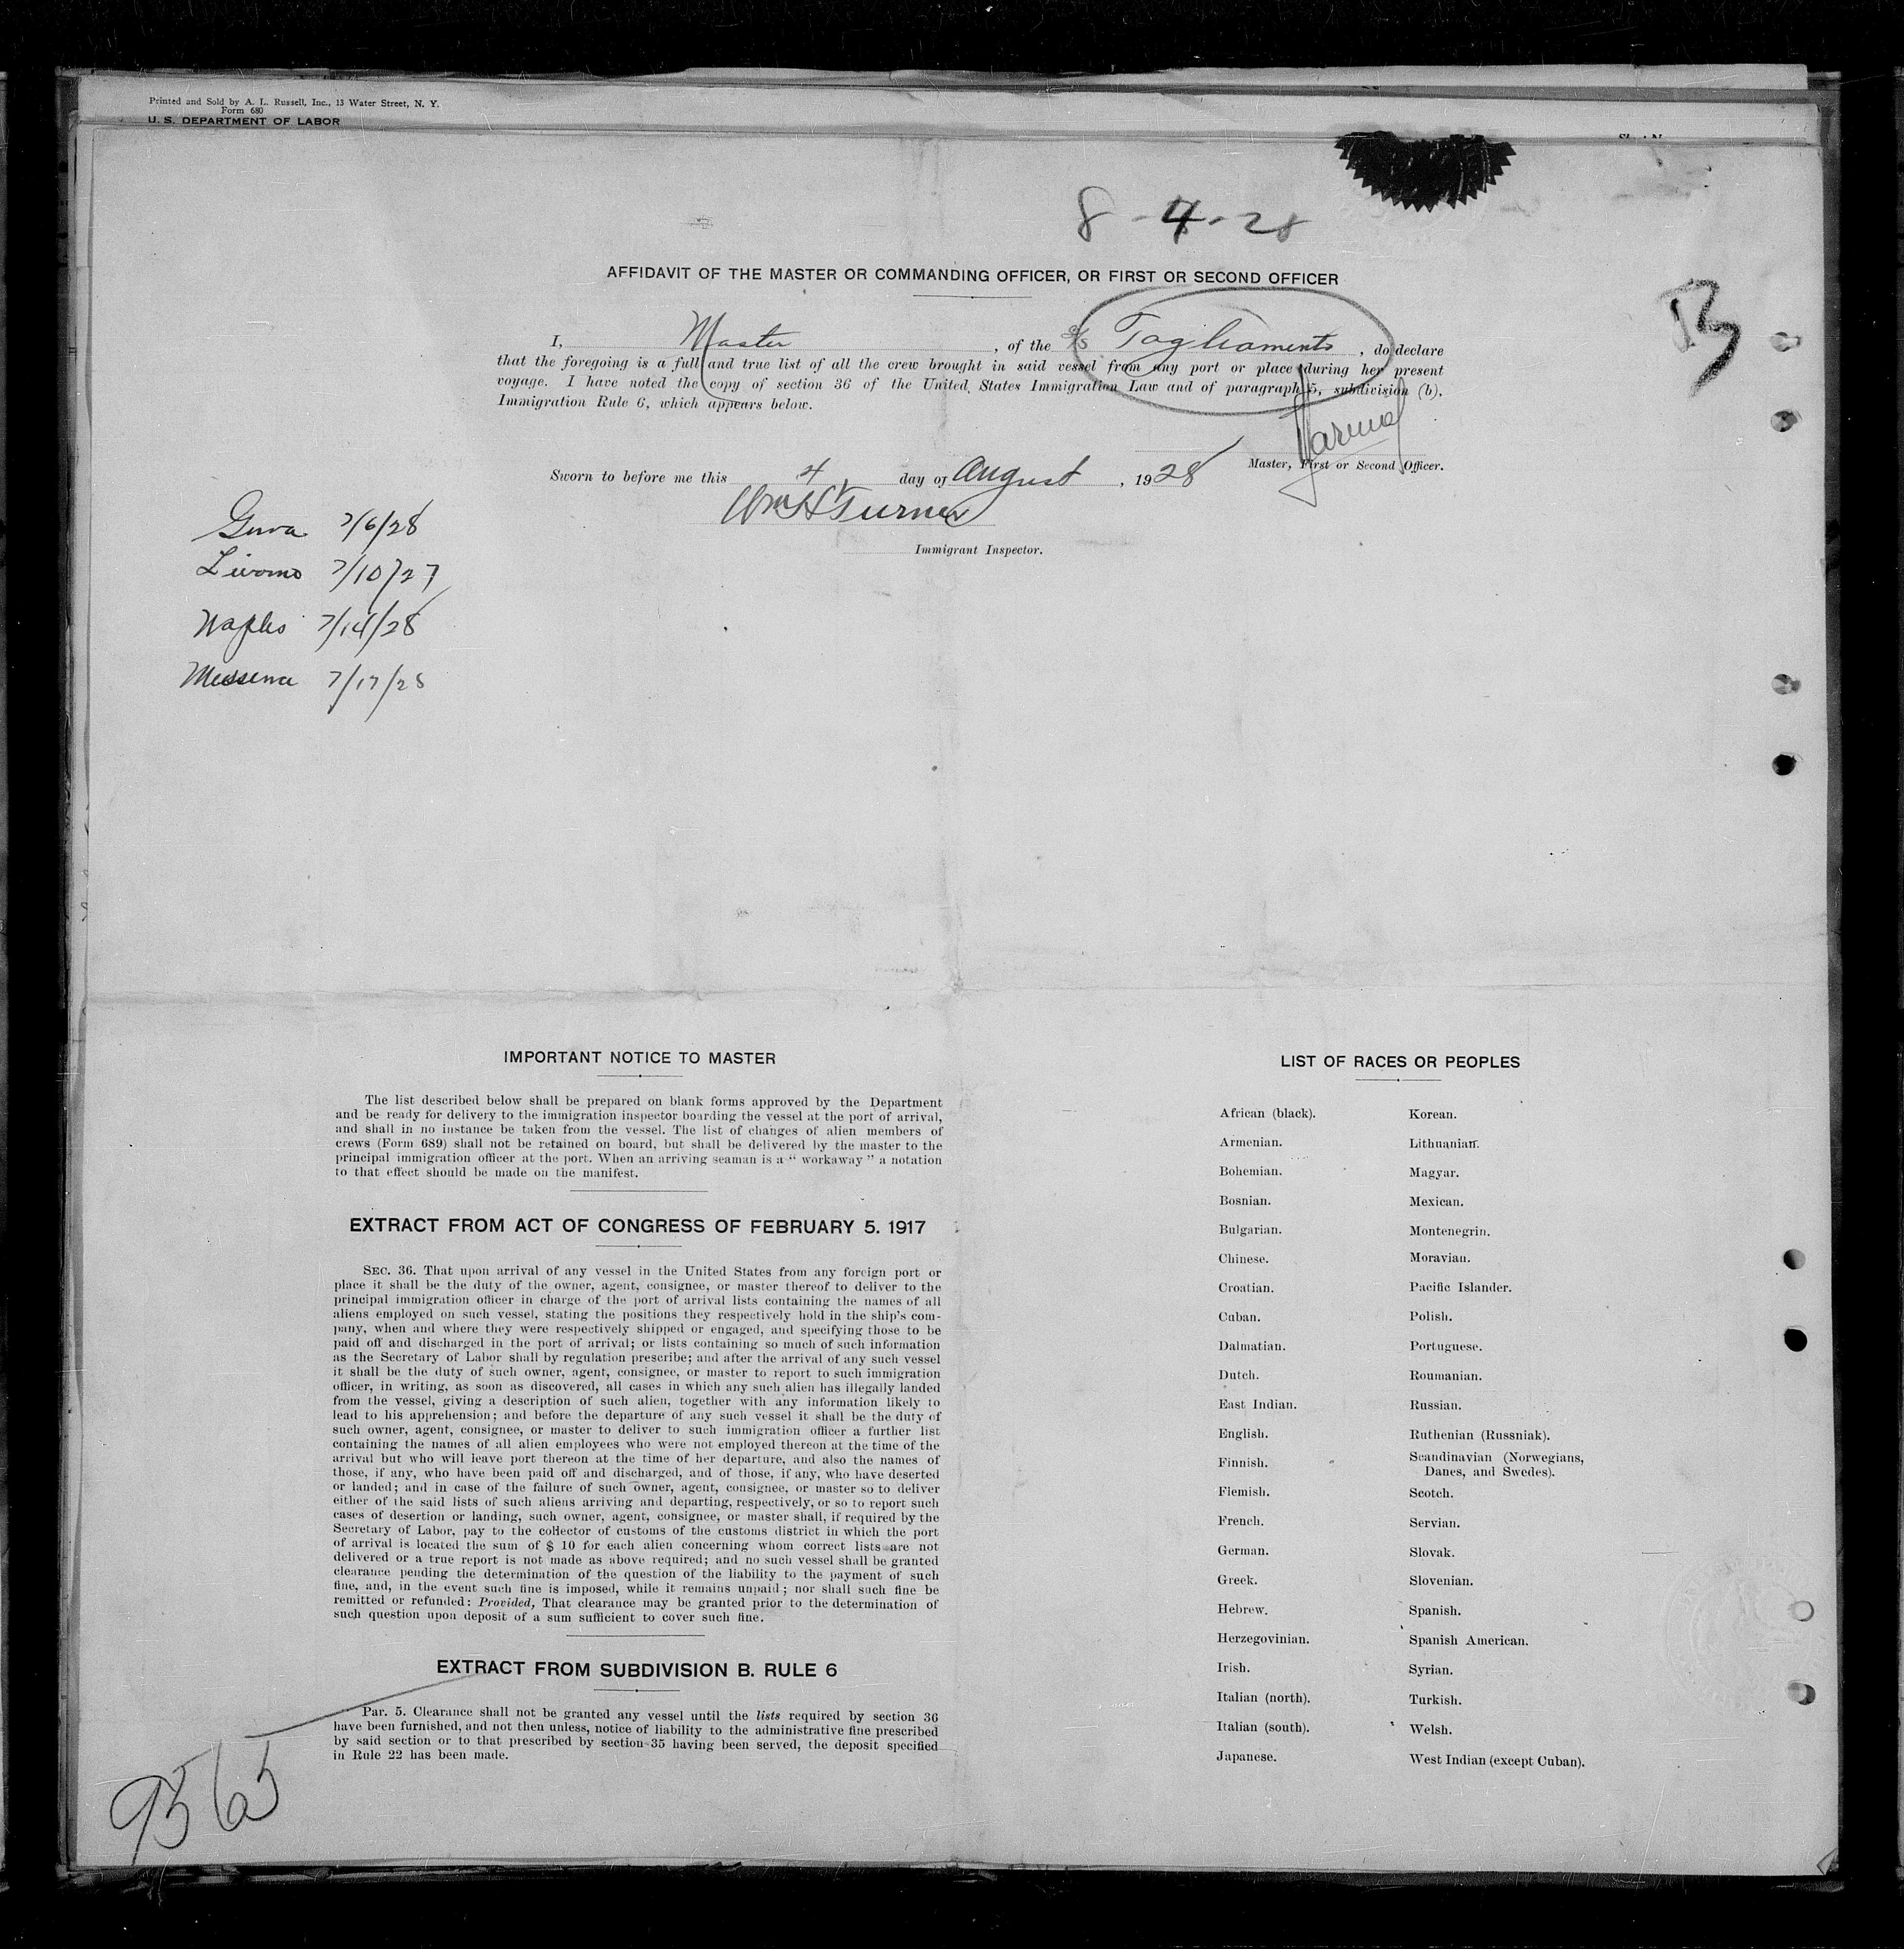 Printed and Sold by A. L. Russell, Inc., 13 Water Street, N. Y.
Form 680
U. S. DEPARTMENT OF LABOR
8-4-28
AFFIDAVIT OF THE MASTER OR COMMANDING OFFICER, OR FIRST OR SECOND OFFICER
I, Master, of the S/S Tagliamento, do declare
that the foregoing is a full and true list of all the crew brought in said vessel from any port or place during her present
voyage. I have noted the copy of section 36 of the United States Immigration Law and of paragraph 5, subdivision (b),
Immigration Rule 6, which appears below.
Master, First or Second Officer.
Sworn to before me this 4 day of August, 1928
Wm H Turner
Immigrant Inspector.
Genva 7/6/28
Livorno 7/10/27
Naples 7/14/28
Messena 7/17/28
IMPORTANT NOTICE TO MASTER
The list described below shall be prepared on blank forms approved by the Department
and be ready for delivery to the immigration inspector boarding the vessel at the port of arrival,
and shall in no instance be taken from the vessel. The list of changes of alien members of
crews (Form 689) shall not be retained on board, but shall be delivered by the master to the
principal immigration officer at the port. When an arriving seaman is a “ workaway ” a notation
to that effect should be made on the manifest.
EXTRACT FROM ACT OF CONGRESS OF FEBRUARY 5. 1917
SEC. 36. That upon arrival of any vessel in the United States from any foreign port or
place it shall be the duty of the owner, agent, consignee, or master thereof to deliver to the
principal immigration officer in charge of the port of arrival lists containing the names of all
aliens employed on such vessel, stating the positions they respectively hold in the ship's com-
pany, when and where they were respectively shipped or engaged, and specifying those to be
paid off and discharged in the port of arrival; or lists containing so much of such information
as the Secretary of Labor shall by regulation prescribe; and after the arrival of any such vessel
it shall be the duty of such owner, agent, consignee, or master to report to such immigration
officer, in writing, as soon as discovered, all cases in which any such alien has illegally landed
from the vessel, giving a description of such alien, together with any information likely to
lead to his apprehension; and before the departure of any such vessel it shall be the duty of
such owner, agent, consignee, or master to deliver to such immigration officer a further list
containing the names of all alien employees who were not employed thereon at the time of the
arrival but who will leave port thereon at the time of her departure, and also the names of
those, if any, who have been paid off and discharged, and of those, if any, who have deserted
or landed; and in case of the failure of such owner, agent, consignee, or master so to deliver
either of the said lists of such aliens arriving and departing, respectively, or so to report such
cases of desertion or landing, such owner, agent, consignee, or master shall, if required by the
Secretary of Labor, pay to the collector of customs of the customs district in which the port
of arrival is located the sum of $ 10 for each alien concerning whom correct lists are not
delivered or a true report is not made as above required; and no such vessel shall be granted
clearance pending the determination of the question of the liability to the payment of such
fine, and, in the event such fine is imposed, while it remains unpaid; nor shall such fine be
remitted or refunded: Provided, That clearance may be granted prior to the determination of
such question upon deposit of a sum sufficient to cover such fine.
EXTRACT FROM SUBDIVISION B. RULE 6
Par. 5. Clearance shall not be granted any vessel until the lists required by section 36
have been furnished, and not then unless, notice of liability to the administrative fine prescribed
by said section or to that prescribed by section 35 having been served, the deposit specified
in Rule 22 has been made.
9565
LIST OF RACES OR PEOPLES
African (black). Korean.
Armenian. Lithuanian.
Bohemian. Magyar.
Bosnian. Mexican.
Bulgarian. Montenegrin.
Chinese. Moravian.
Croatian. Pacific Islander.
Cuban. Polish.
Dalmatian. Portuguese.
Dutch. Roumanian.
East Indian. Russian.
English. Ruthenian (Russniak).
Finnish. Scandinavian (Norwegians,
Danes, and Swedes).
Flemish. Scotch.
French. Servian.
German. Slovak.
Greek. Slovenian.
Hebrew. Spanish.
Herzegovinian. Spanish American.
Irish. Syrian.
Italian (north). Turkish.
Italian (south). Welsh.
Japanese. West Indian (except Cuban).